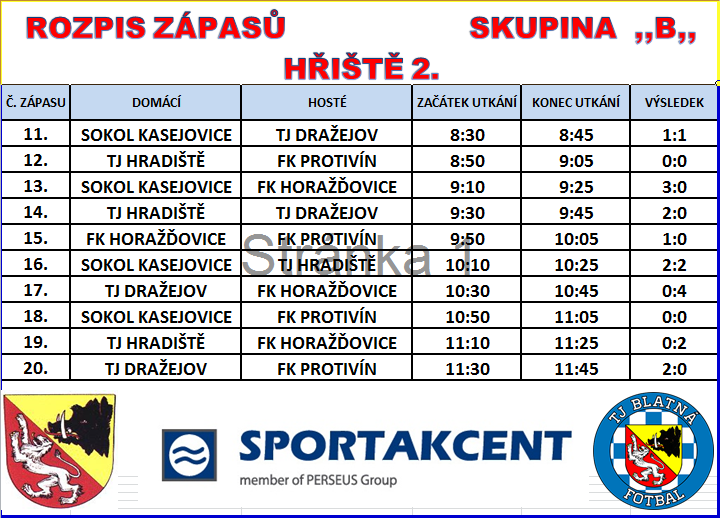 ROZPIS ZÁPASŮ SKUPINA ,,B,,
HŘIŠTĚ 2.
Č. ZÁPASU DOMÁCÍ HOSTÉ ZAČÁTEK UTKÁNÍ KONEC UTKÁNÍ VÝSLEDEK
11. SOKOL KASEJOVICE TJ DRAŽEJOV 8:30 8:45 1:1
12. TJ HRADIŠTĚ FK PROTIVÍN 8:50 9:05 0:0
13. SOKOL KASEJOVICE FK HORAŽĎOVICE 9:10 9:25 3:0
14. TJ HRADIŠTĚ TJ DRAŽEJOV 9:30 9:45 2:0
15. FK HORAŽĎOVICE FK PROTIVÍN 9:50 10:05 1:0
Stránka 1
16. SOKOL KASEJOVICE TJ HRADIŠTĚ 10:10 10:25 2:2
17. TJ DRAŽEJOV FK HORAŽĎOVICE 10:30 10:45 0:4
18. SOKOL KASEJOVICE FK PROTIVÍN 10:50 11:05 0:0
19. TJ HRADIŠTĚ FK HORAŽĎOVICE 11:10 11:25 0:2
20. TJ DRAŽEJOV FK PROTIVÍN 11:30 11:45 2:0
SPORTAKCENT
member of PERSEUS Group
TJ BLATNÁ
FOTBAL